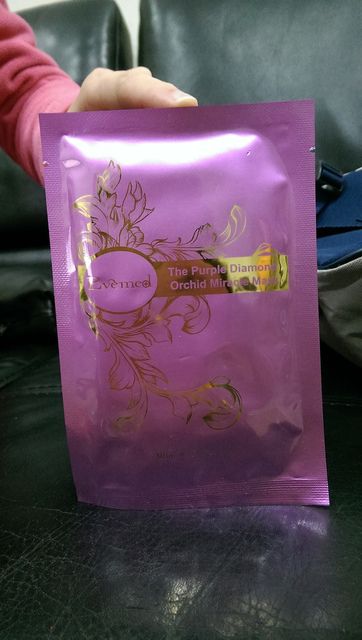 Evemed
The Purple Diamond
Orchid Miracle Mask